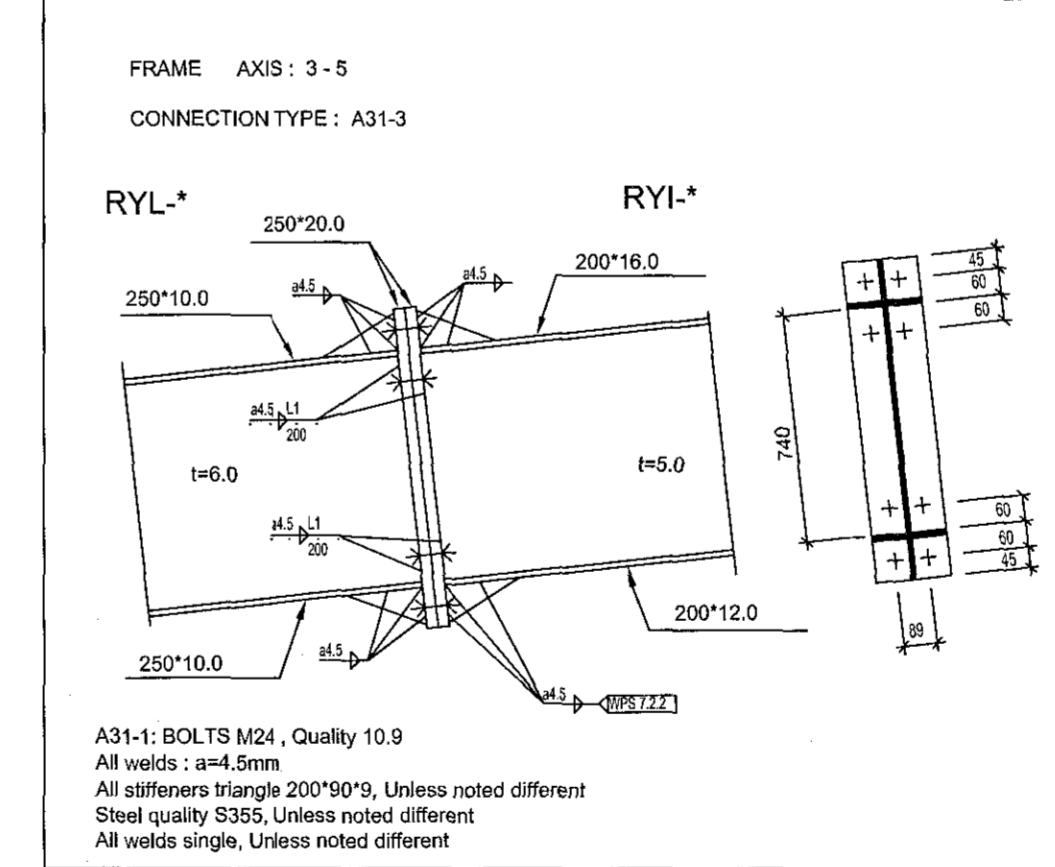 FRAME AXIS : 3 - 5
CONNECTION TYPE : A31-3
RYL-*
RYI-*
250*20.0
a4.5
a4.5
200*16.0
250*10.0
45
60
60
a4.5 L1
200
t=6.0
t=5.0
740
a4.5 L1
200
60
60
45
89
250*10.0
a4.5
200*12.0
a4.5
WPS 7.2.2
A31-1: BOLTS M24 , Quality 10.9
All welds : a=4.5mm
All stiffeners triangle 200*90*9, Unless noted different
Steel quality S355, Unless noted different
All welds single, Unless noted different